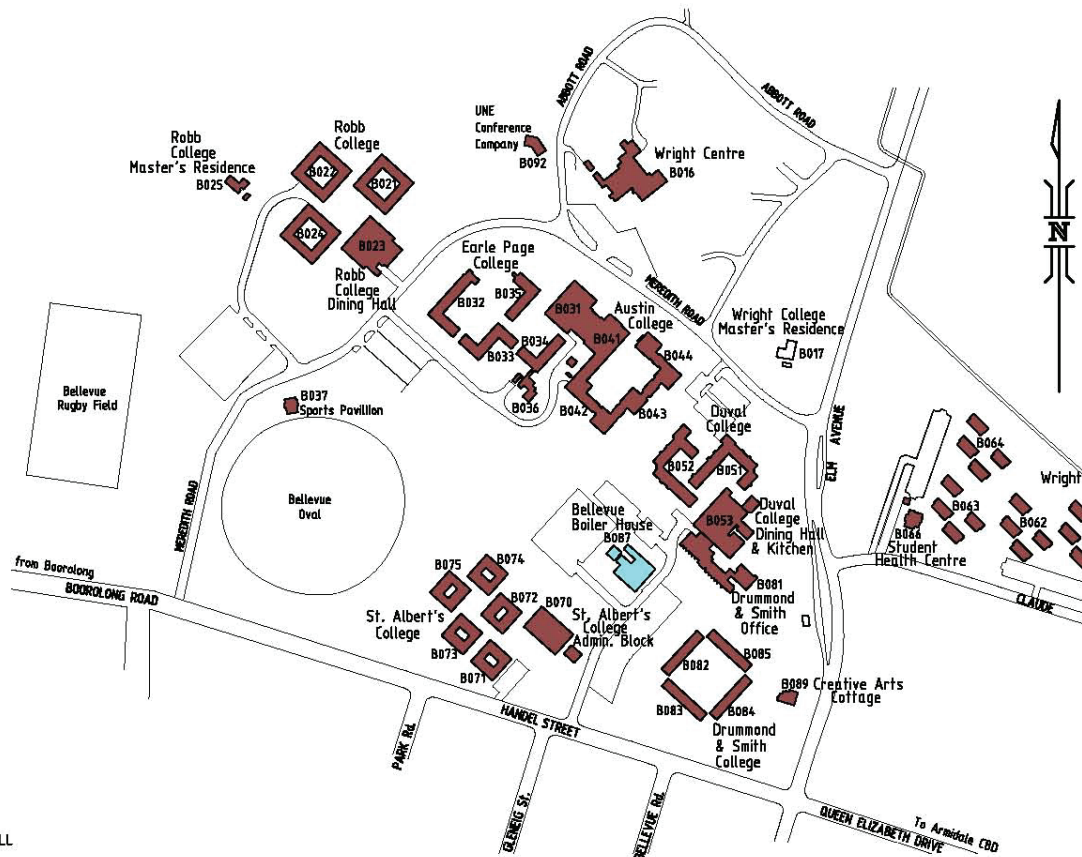 ABBOTT ROAD
ABBOTT ROAD
UNE
Conference
Company
B092
Wright Centre
B016
Robb
College
Master's Residence
B025
Robb
College
B022
B021
B024
B023
Robb
College
Dining Hall
Earle Page
College
B032
B035
B031
B033
B034
B036
Austin
College
B041
B044
B042
B043
MEREDITH ROAD
Wright College
Master's Residence
B017
N
Bellevue
Rugby Field
B037
Sports Pavillion
Bellevue
Oval
MEREDITH ROAD
Duval
College
B052
B051
ELM AVENUE
B064
Wright
B063
B062
B066
Student
Health Centre
CLAUDE
Bellevue
Boiler House
B087
B053
Duval
College
Dining Hall
& Kitchen
B081
Drummond
& Smith
Office
from Boorolong
BOOROLONG ROAD
B075
B074
B072
B070
St. Albert's
College
B073
B071
St. Albert's
College
Admin. Block
B082
B085
B083
B084
Drummond
& Smith
College
B089
Creative Arts
Cottage
HANDEL STREET
PARK Rd.
GLENEIG St.
BELLEVUE Rd.
QUEEN ELIZABETH DRIVE
To Armidale CBD
LL